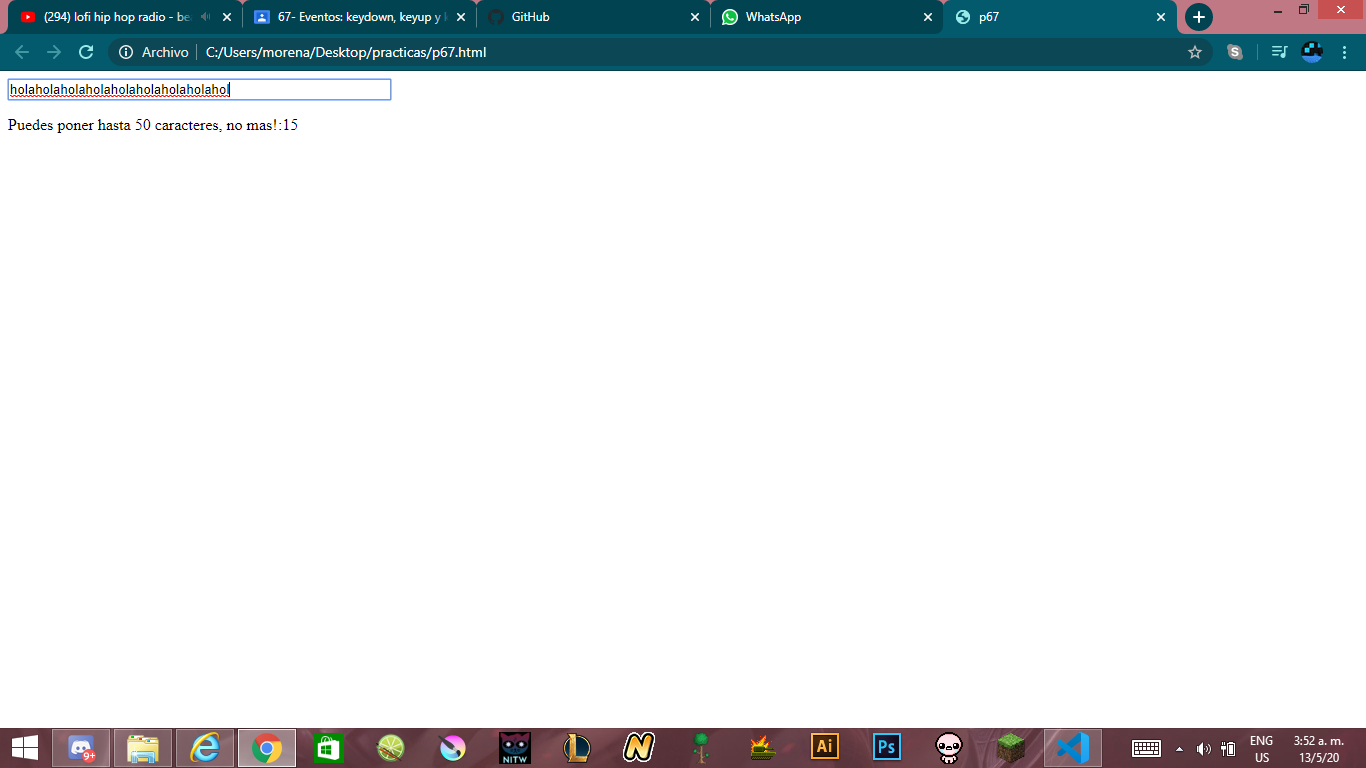 (294) lofi hip hop radio - be
67- Eventos: keydown, keyup y k
GitHub
WhatsApp
p67
Archivo
C:/Users/morena/Desktop/practicas/p67.html
holaholaholaholaholaholaholaholahol
Puedes poner hasta 50 caracteres, no mas!:15
9+
NITW
L
N
Ai
Ps
ENG
US
3:52 a. m.
13/5/20